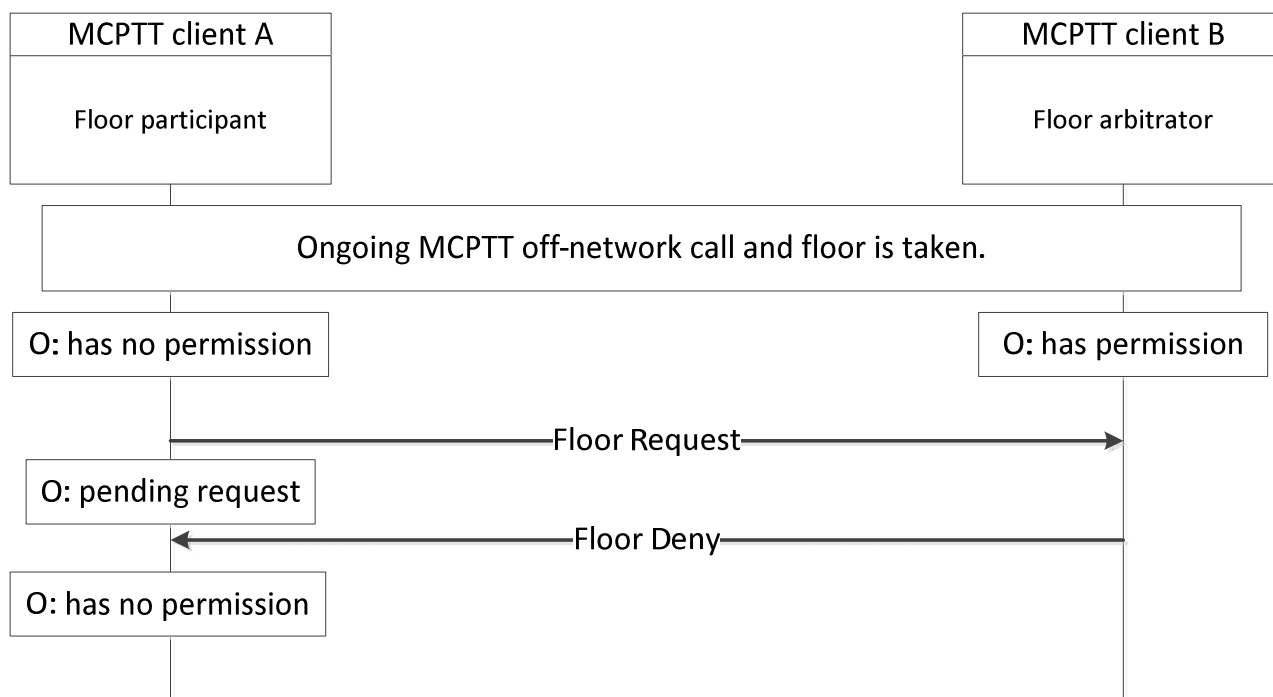 MCPTT client A
MCPTT client B
Floor participant
Floor arbitrator
Ongoing MCPTT off-network call and floor is taken.
O: has no permission
O: has permission
Floor Request
O: pending request
Floor Deny
O: has no permission